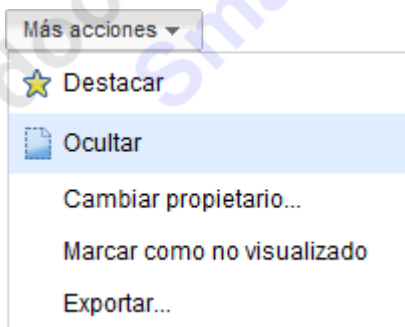 Más acciones
Destacar
Ocultar
Cambiar propietario...
Marcar como no visualizado
Exportar...